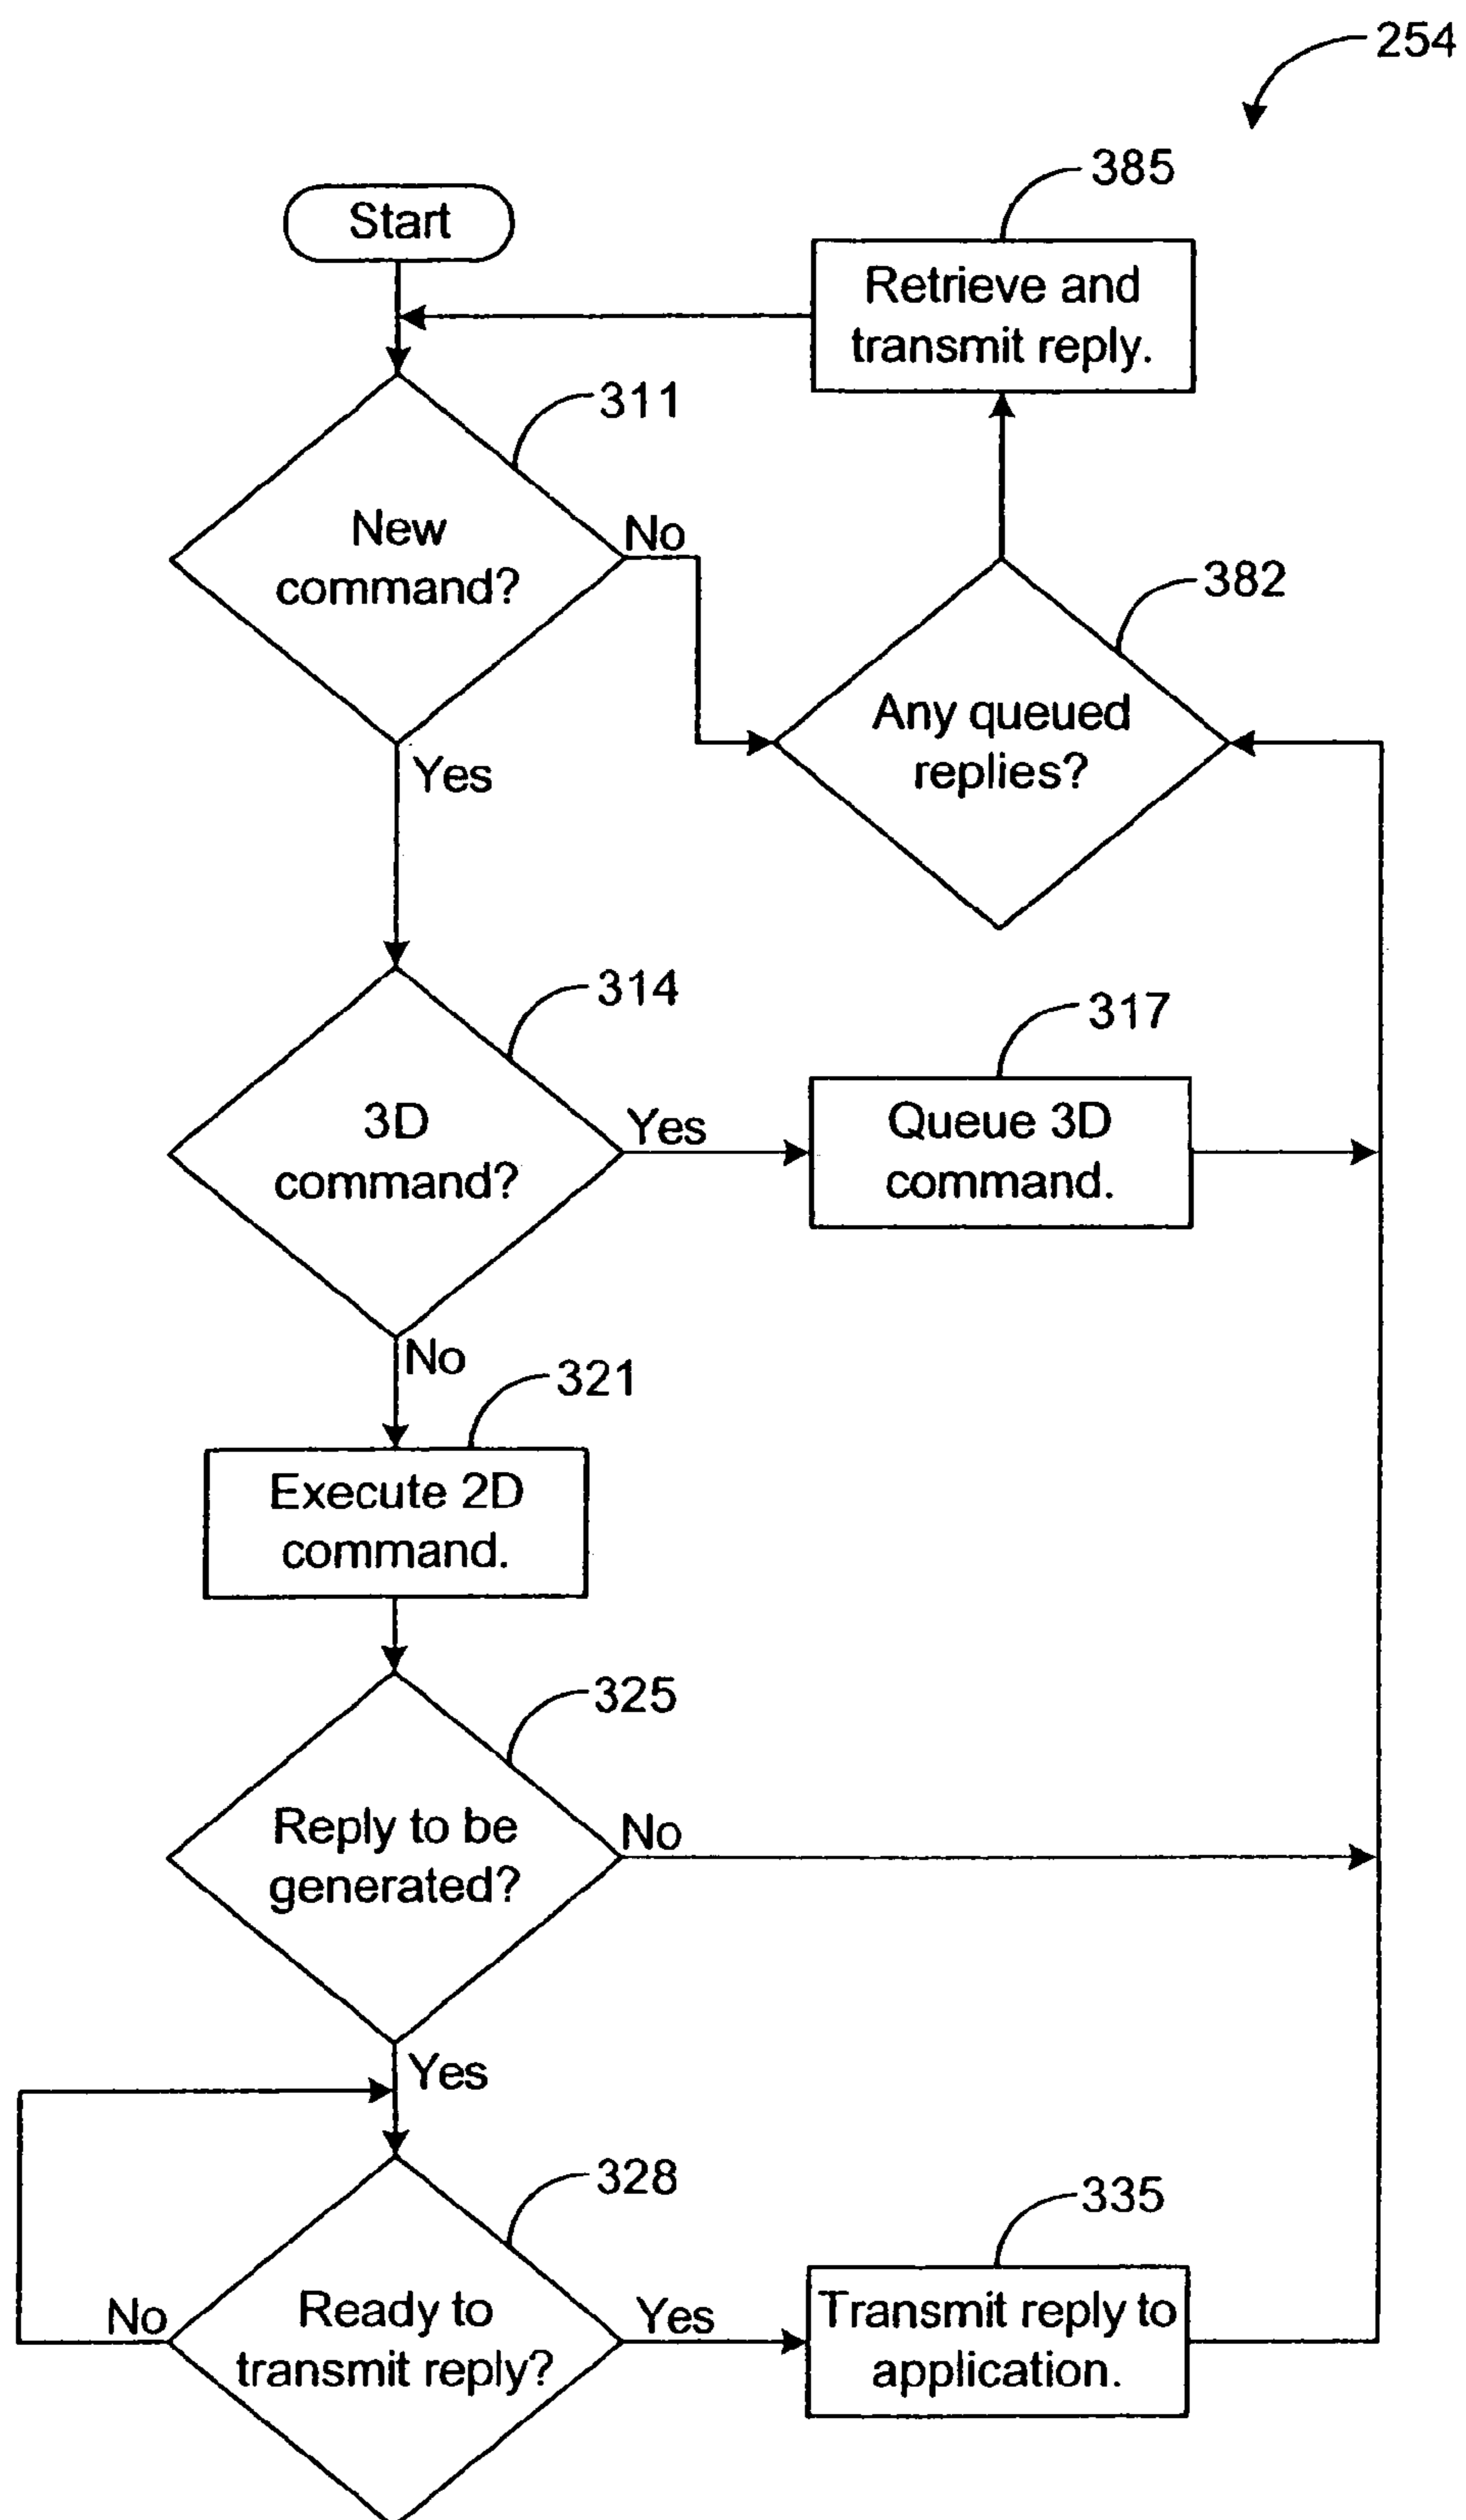 254
385
Start
Retrieve and
transmit reply.
311
New
command?
No
382
Any queued
replies?
Yes
314
317
3D
command?
Yes
Queue 3D
command.
No
321
Execute 2D
command.
325
Reply to be
generated?
No
Yes
328
335
No
Ready to
transmit reply?
Yes
Transmit reply to
application.